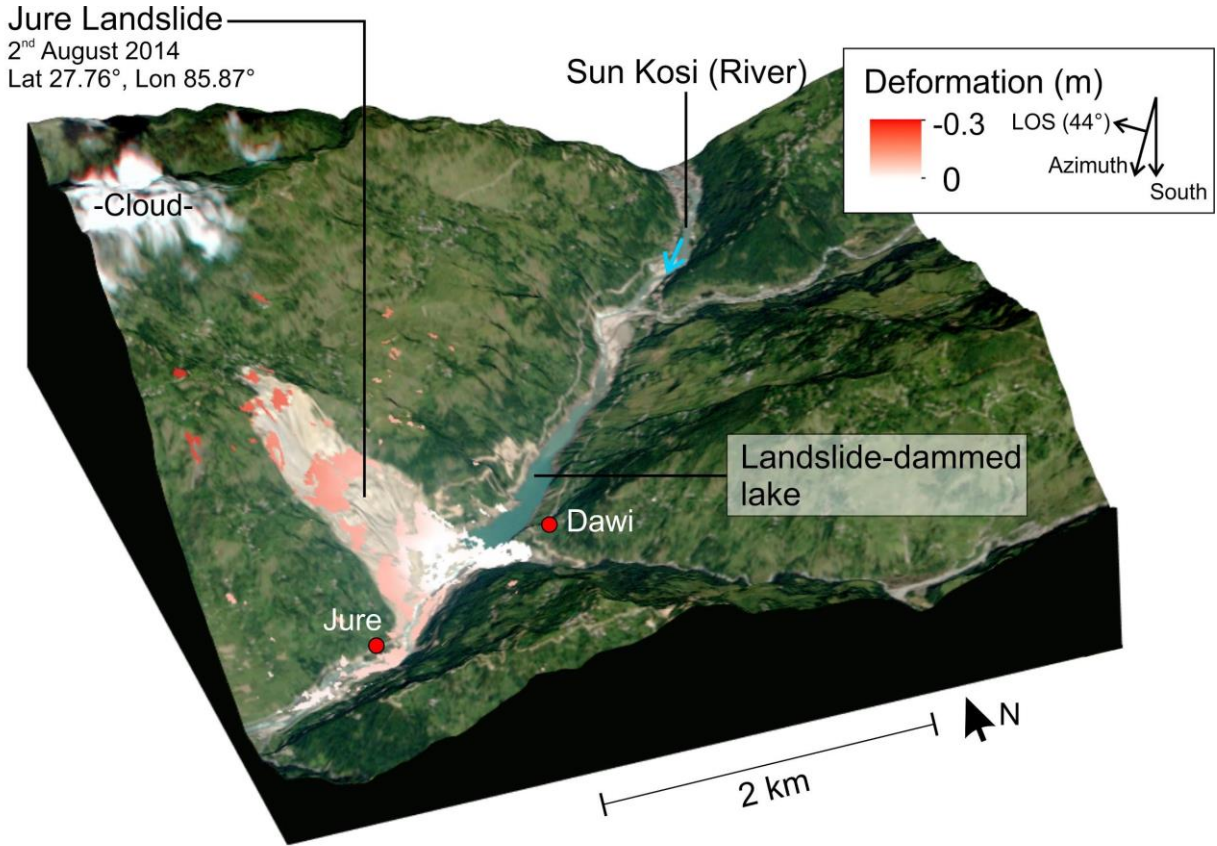 Jure Landslide
2nd August 2014
Lat 27.76°, Lon 85.87°
Sun Kosi (River)
Deformation (m)
-0.3
0
LOS (44°)
Azimuth
South
-Cloud-
Landslide-dammed
lake
Dawi
Jure
N
2 km